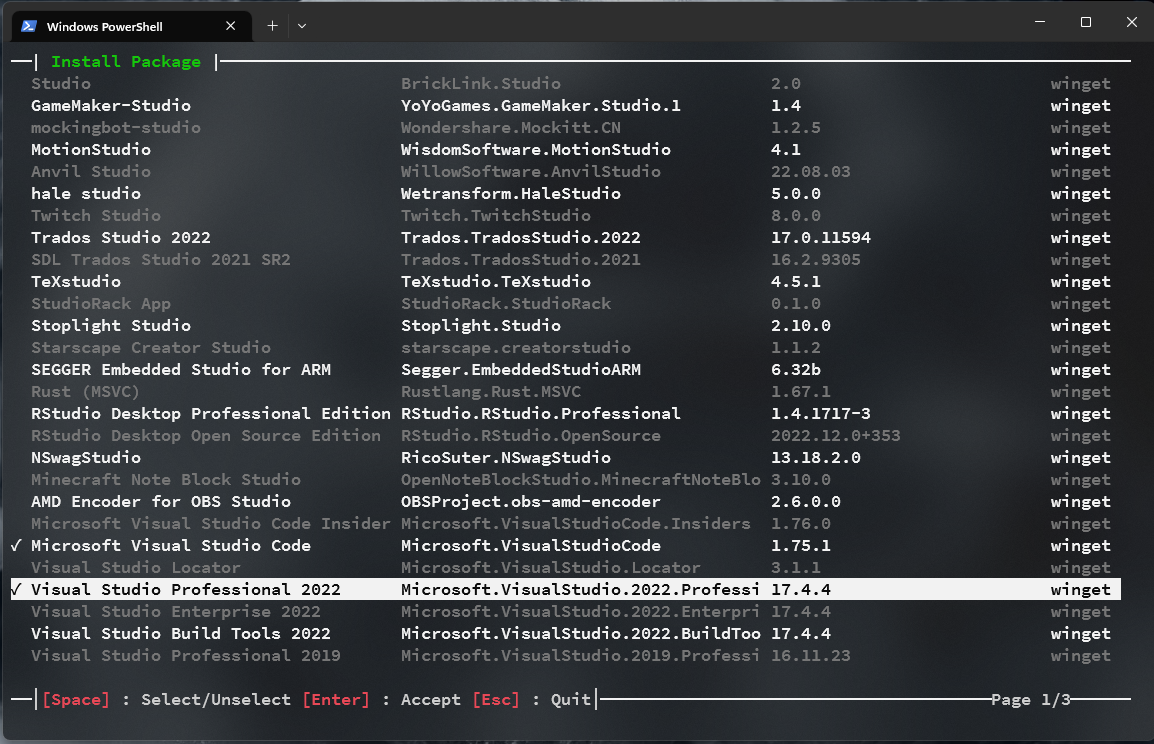 Windows PowerShell
Install Package
Studio BrickLink.Studio 2.0 winget
GameMaker-Studio YoYoGames.GameMaker.Studio.1 1.4 winget
mockingbot-studio Wondershare.Mockitt.CN 1.2.5 winget
MotionStudio WisdomSoftware.MotionStudio 4.1 winget
Anvil Studio WillowSoftware.AnvilStudio 22.08.03 winget
hale studio Wetransform.HaleStudio 5.0.0 winget
Twitch Studio Twitch.TwitchStudio 8.0.0 winget
Trados Studio 2022 Trados.TradosStudio.2022 17.0.11594 winget
SDL Trados Studio 2021 SR2 Trados.TradosStudio.2021 16.2.9305 winget
TeXstudio TeXstudio.TeXstudio 4.5.1 winget
StudioRack App StudioRack.StudioRack 0.1.0 winget
Stoplight Studio Stoplight.Studio 2.10.0 winget
Starscape Creator Studio starscape.creatorstudio 1.1.2 winget
SEGGER Embedded Studio for ARM Segger.EmbeddedStudioARM 6.32b winget
Rust (MSVC) Rustlang.Rust.MSVC 1.67.1 winget
RStudio Desktop Professional Edition RStudio.RStudio.Professional 1.4.1717-3 winget
RStudio Desktop Open Source Edition RStudio.RStudio.OpenSource 2022.12.0+353 winget
NSwagStudio RicoSuter.NSwagStudio 13.18.2.0 winget
Minecraft Note Block Studio OpenNoteBlockStudio.MinecraftNoteBlo 3.10.0 winget
AMD Encoder for OBS Studio OBSProject.obs-amd-encoder 2.6.0.0 winget
Microsoft Visual Studio Code Insider Microsoft.VisualStudioCode.Insiders 1.76.0 winget
✓ Microsoft Visual Studio Code Microsoft.VisualStudioCode 1.75.1 winget
Visual Studio Locator Microsoft.VisualStudio.Locator 3.1.1 winget
✓ Visual Studio Professional 2022 Microsoft.VisualStudio.2022.Professi 17.4.4 winget
Visual Studio Enterprise 2022 Microsoft.VisualStudio.2022.Enterpri 17.4.4 winget
Visual Studio Build Tools 2022 Microsoft.VisualStudio.2022.BuildToo 17.4.4 winget
Visual Studio Professional 2019 Microsoft.VisualStudio.2019.Professi 16.11.23 winget
[Space] : Select/Unselect [Enter] : Accept [Esc] : Quit Page 1/3